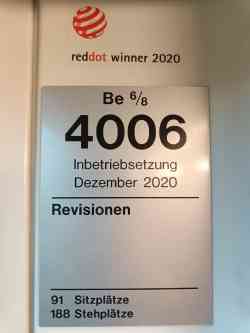 reddot winner 2020
Be 6/8
4006
Inbetriebsetzung
Dezember 2020
Revisionen
91 Sitzplätze
188 Stehplätze